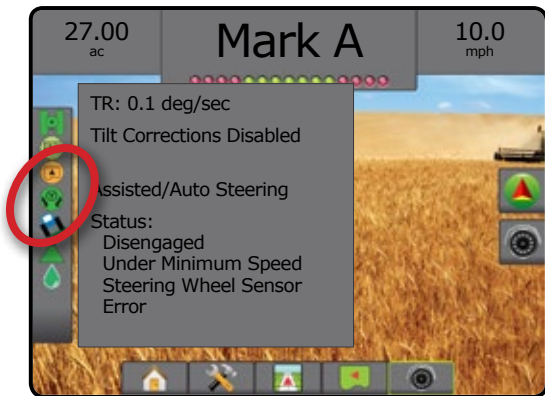 27.00
ac
Mark A
10.0
mph
TR: 0.1 deg/sec
Tilt Corrections Disabled
Assisted/Auto Steering
Status:
Disengaged
Under Minimum Speed
Steering Wheel Sensor
Error